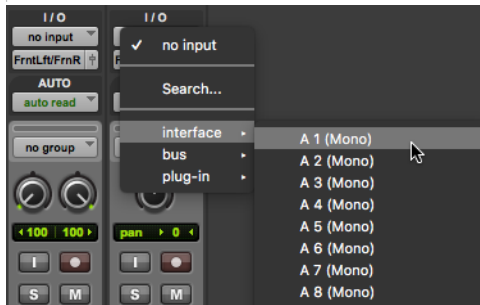 I / O
I / O
no input
FrntLft/FrnR
AUTO
auto read
no group
100
100
pan
0
I
I
S
M
S
M
✓ no input
Search...
interface
bus
plug-in
A 1 (Mono)
A 2 (Mono)
A 3 (Mono)
A 4 (Mono)
A 5 (Mono)
A 6 (Mono)
A 7 (Mono)
A 8 (Mono)